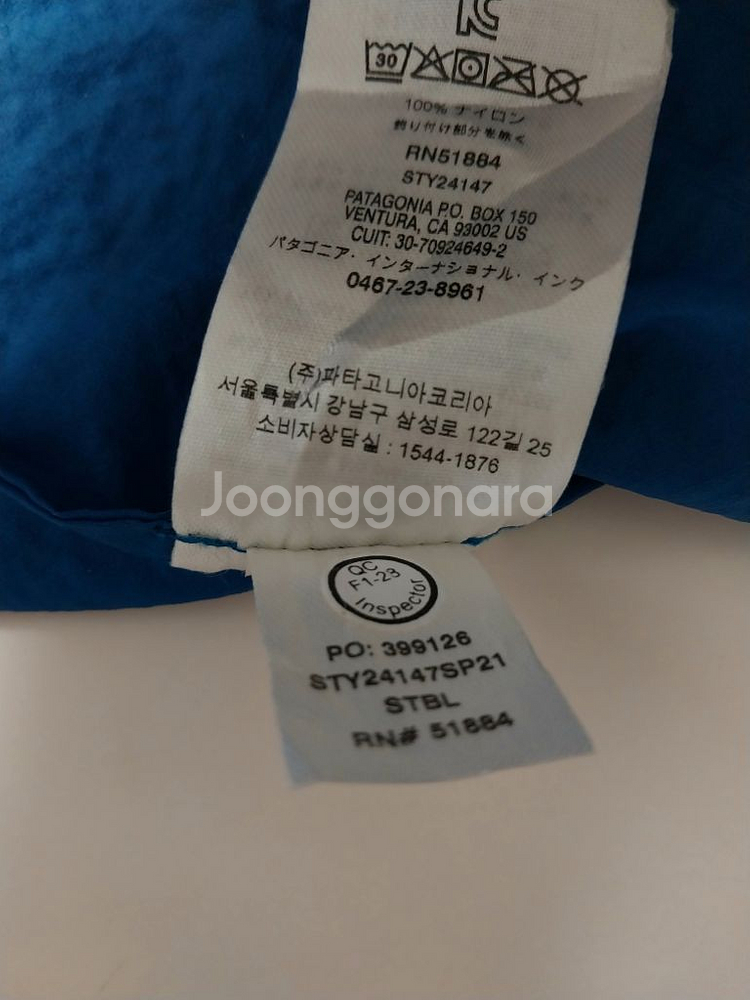 30
100% ナイロン
飾り付け部分を除く
RN51884
STY24147
PATAGONIA P.O. BOX 150
VENTURA, CA 93002 US
CUIT: 30-70924649-2
パタゴニア・インターナショナル・インク
0467-23-8961
(주)파타고니아코리아
서울특별시 강남구 삼성로 122길 25
소비자상담실 : 1544-1876
Joonggonara
QC
F1-23
Inspector
PO: 399126
STY24147SP21
STBL
RN# 51884